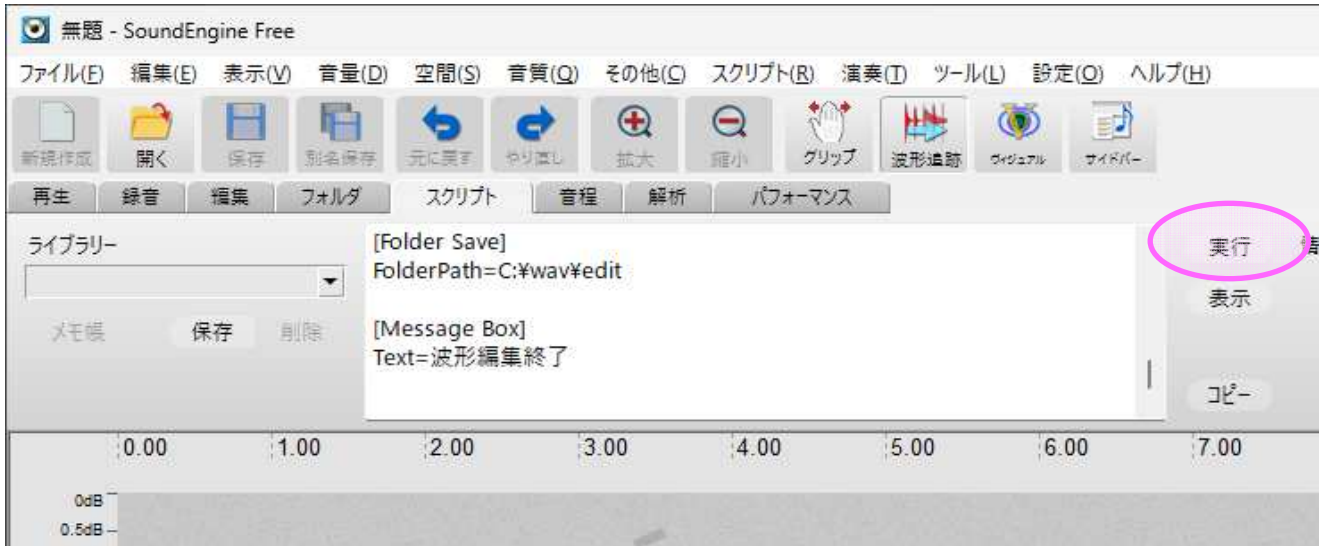 無題 - SoundEngine Free
ファイル(F) 編集(E) 表示(V) 音量(D) 空間(S) 音質(Q) その他(C) スクリプト(R) 演奏(T) ツール(L) 設定(O) ヘルプ(H)
新規作成 開く 保存 別名保存 元に戻す やり直し 拡大 縮小 グリップ 波形追跡 ヴィジュアル サイドバー
再生 録音 編集 フォルダ スクリプト 音程 解析 パフォーマンス
ライブラリー
[Folder Save]
FolderPath=C:¥wav¥edit
[Message Box]
Text=波形編集終了
メモ帳 保存 削除
実行
表示
コピー
0.00 1.00 2.00 3.00 4.00 5.00 6.00 7.00
0dB
0.5dB